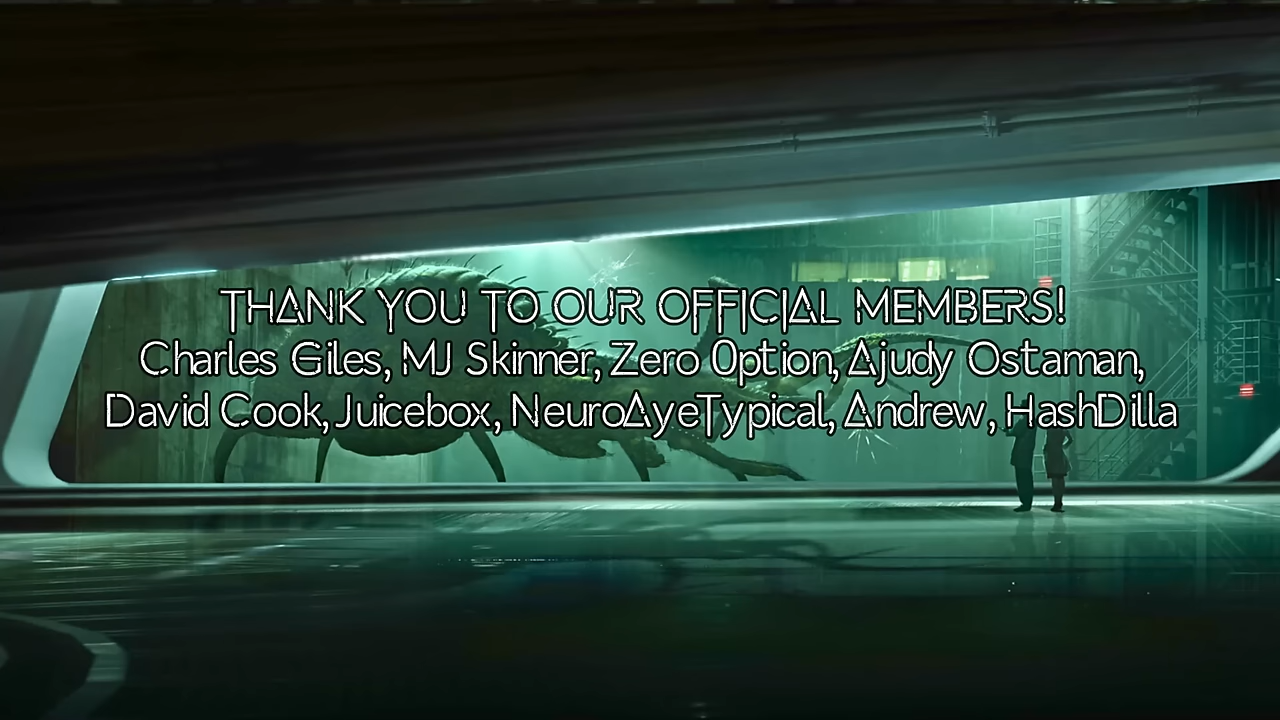 THANK YOU TO OUR OFFICIAL MEMBERS!
Charles Giles, MJ Skinner, Zero Option, Ajudy Ostaman,
David Cook, Juicebox, NeuroAyeTypical, Andrew, HashDilla